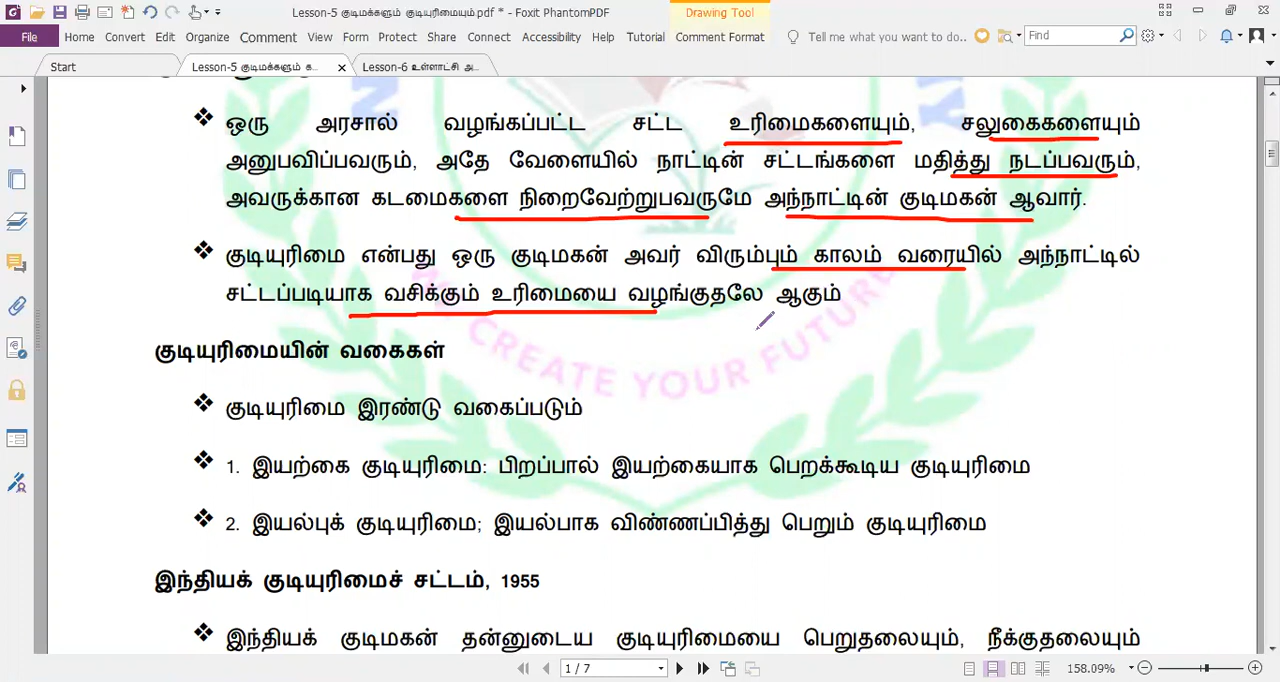 Lesson-5 குடிமக்களும் குடியுரிமையும்.pdf * - Foxit PhantomPDF
Drawing Tool
File Home Convert Edit Organize Comment View Form Protect Share Connect Accessibility Help Tutorial Comment Format Tell me what you want to do.. Find
Start Lesson-5 குடிமக்களும் க... Lesson-6 உள்ளாட்சி அ...
ஒரு அரசால் வழங்கப்பட்ட சட்ட உரிமைகளையும், சலுகைகளையும்
அனுபவிப்பவரும், அதே வேளையில் நாட்டின் சட்டங்களை மதித்து நடப்பவரும்,
அவருக்கான கடமைகளை நிறைவேற்றுபவருமே அந்நாட்டின் குடிமகன் ஆவார்.
குடியுரிமை என்பது ஒரு குடிமகன் அவர் விரும்பும் காலம் வரையில் அந்நாட்டில்
சட்டப்படியாக வசிக்கும் உரிமையை வழங்குதலே ஆகும்
CREATE YOUR FUTURE
குடியுரிமையின் வகைகள்
குடியுரிமை இரண்டு வகைப்படும்
1. இயற்கை குடியுரிமை: பிறப்பால் இயற்கையாக பெறக்கூடிய குடியுரிமை
2. இயல்புக் குடியுரிமை; இயல்பாக விண்ணப்பித்து பெறும் குடியுரிமை
இந்தியக் குடியுரிமைச் சட்டம், 1955
இந்தியக் குடிமகன் தன்னுடைய குடியுரிமையை பெறுதலையும், நீக்குதலையும்
1 / 7 158.09%